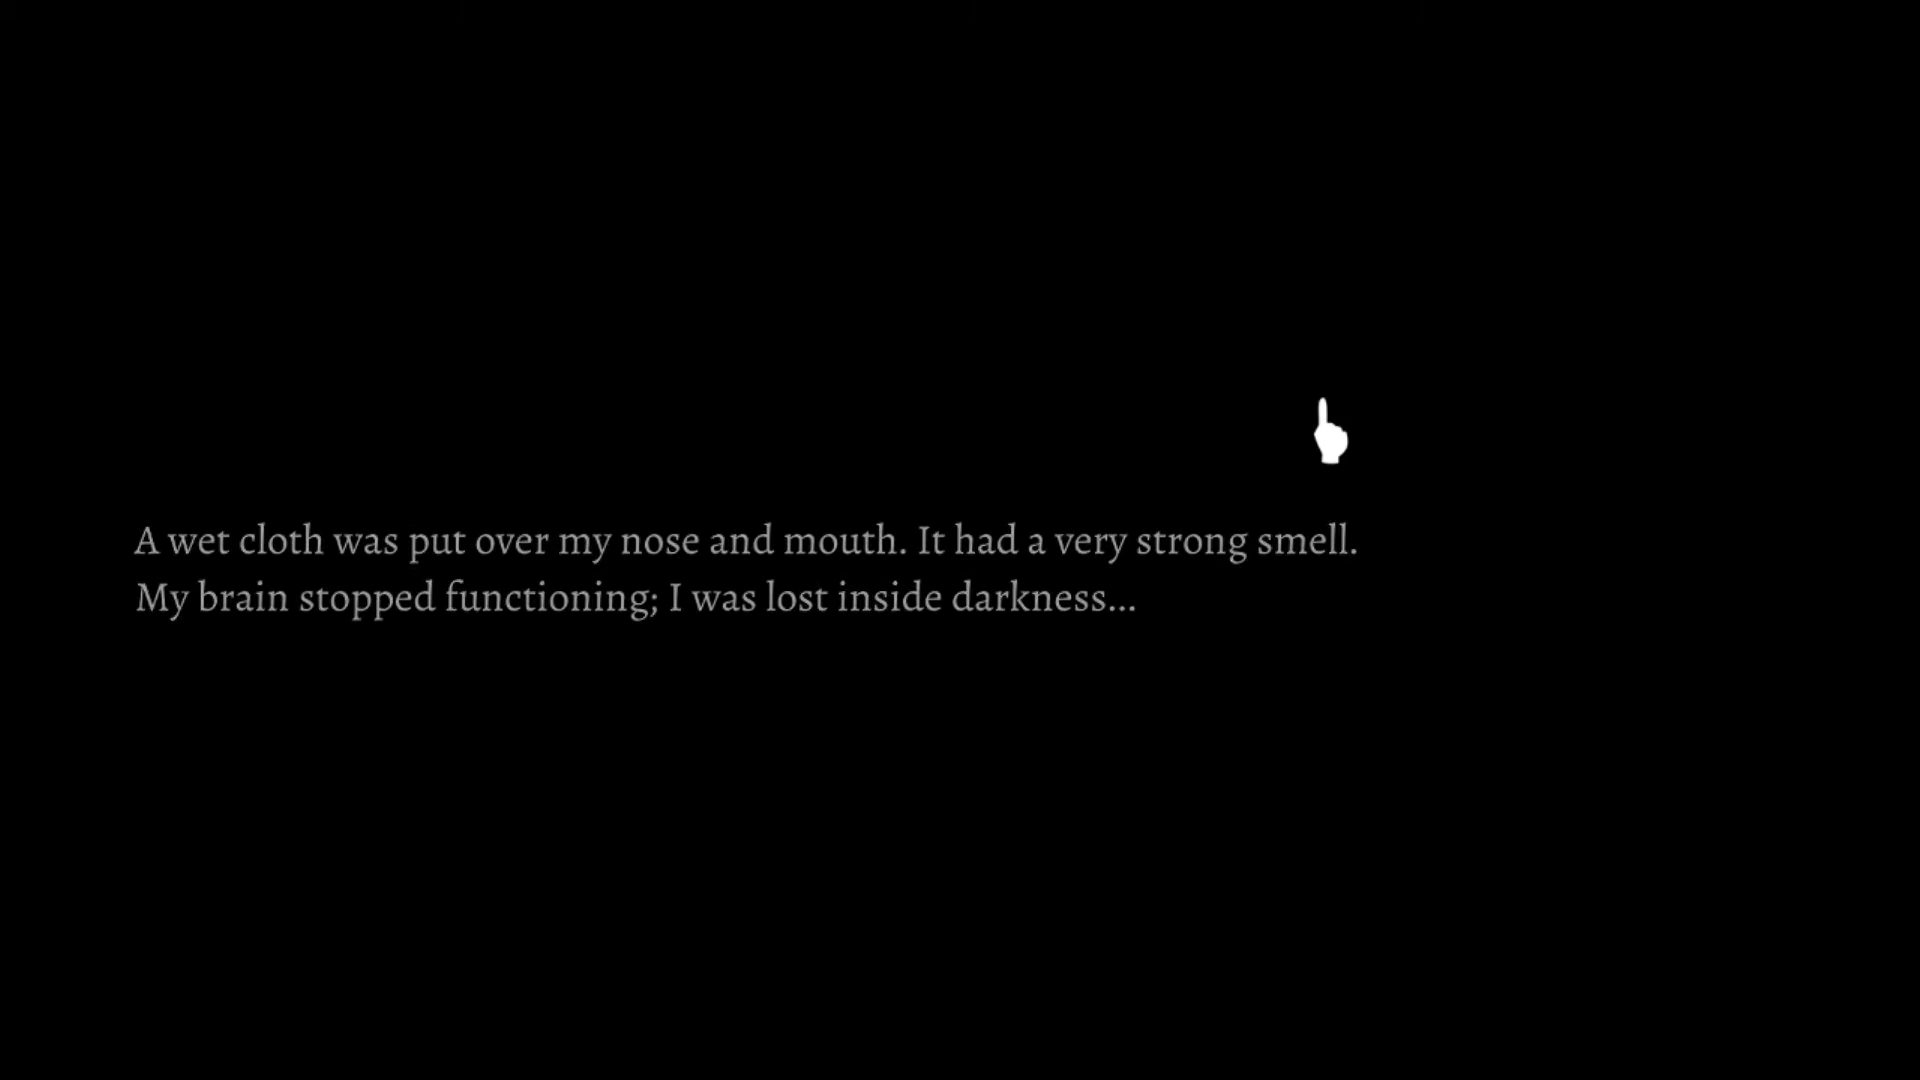 A wet cloth was put over my nose and mouth. It had a very strong smell.
My brain stopped functioning; I was lost inside darkness...